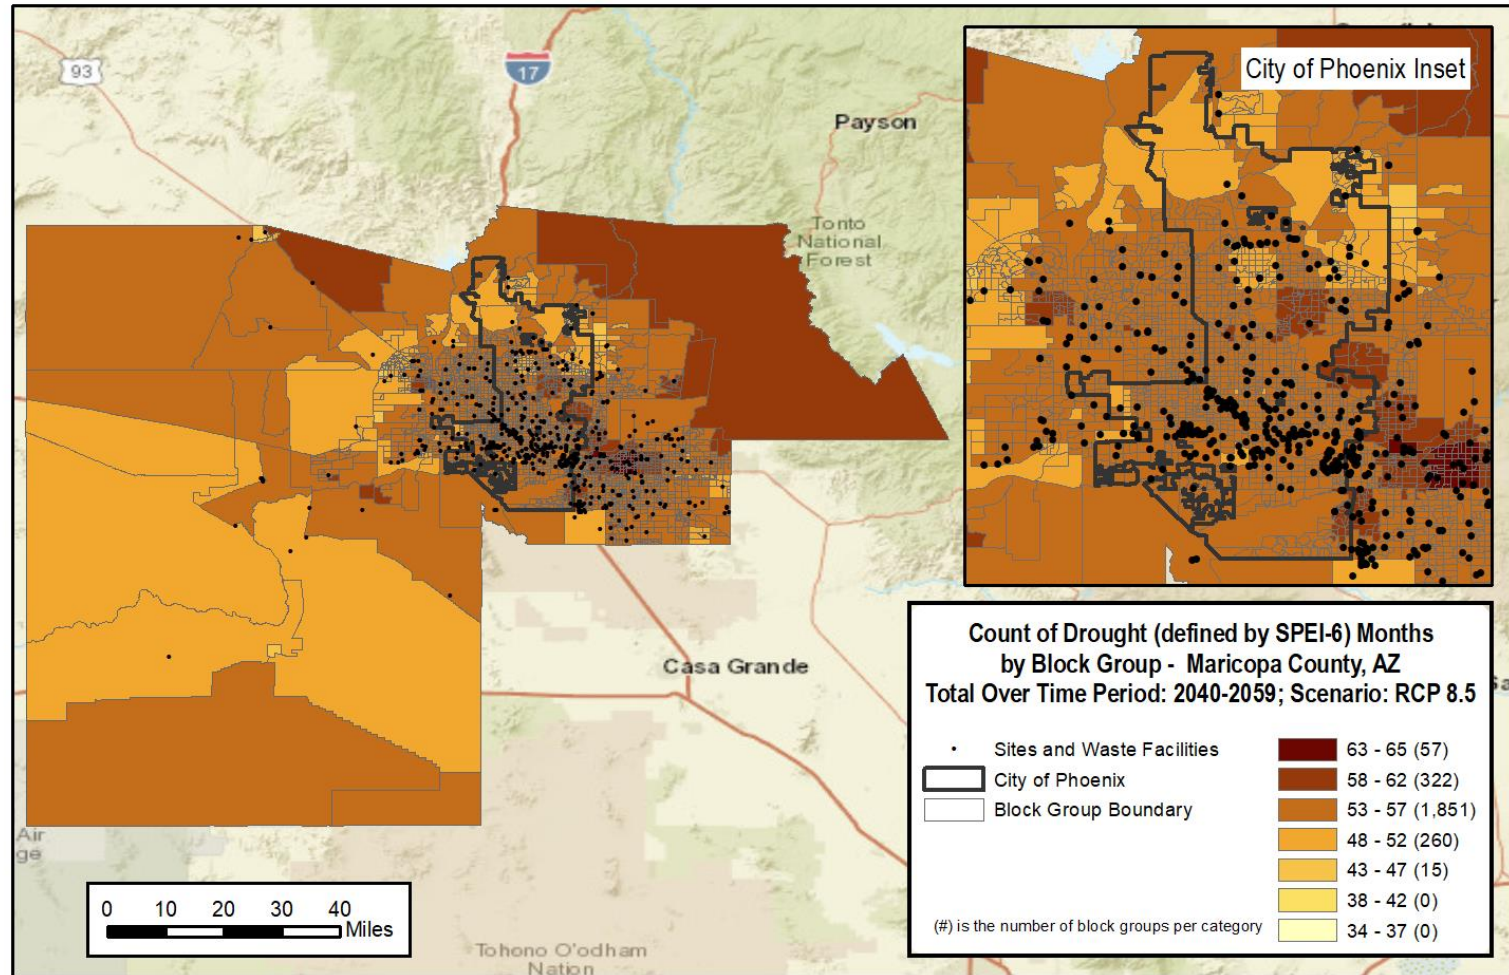 93
17
Payson
Tonto
National
Forest
City of Phoenix Inset
Casa Grande
Air
ge
Tohono O'odham
Nation
0 10 20 30 40
Miles
Count of Drought (defined by SPEI-6) Months
by Block Group - Maricopa County, AZ
Total Over Time Period: 2040-2059; Scenario: RCP 8.5
Sites and Waste Facilities
City of Phoenix
Block Group Boundary
63 - 65 (57)
58 - 62 (322)
53 - 57 (1,851)
48 - 52 (260)
43 - 47 (15)
38 - 42 (0)
34 - 37 (0)
(#) is the number of block groups per category
Sa